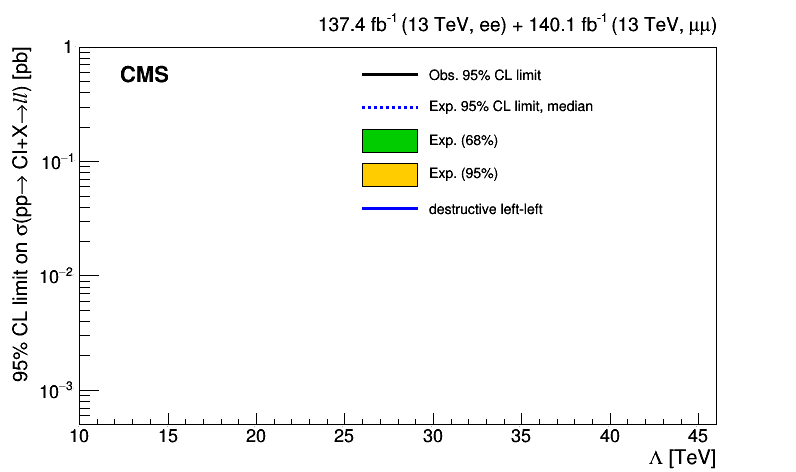 137.4 fb⁻¹ (13 TeV, ee) + 140.1 fb⁻¹ (13 TeV, μμ)
95% CL limit on σ(pp→ CI+X→ll) [pb]
CMS
Obs. 95% CL limit
Exp. 95% CL limit, median
Exp. (68%)
Exp. (95%)
destructive left-left
1
10⁻¹
10⁻²
10⁻³
10 15 20 25 30 35 40 45
Λ [TeV]